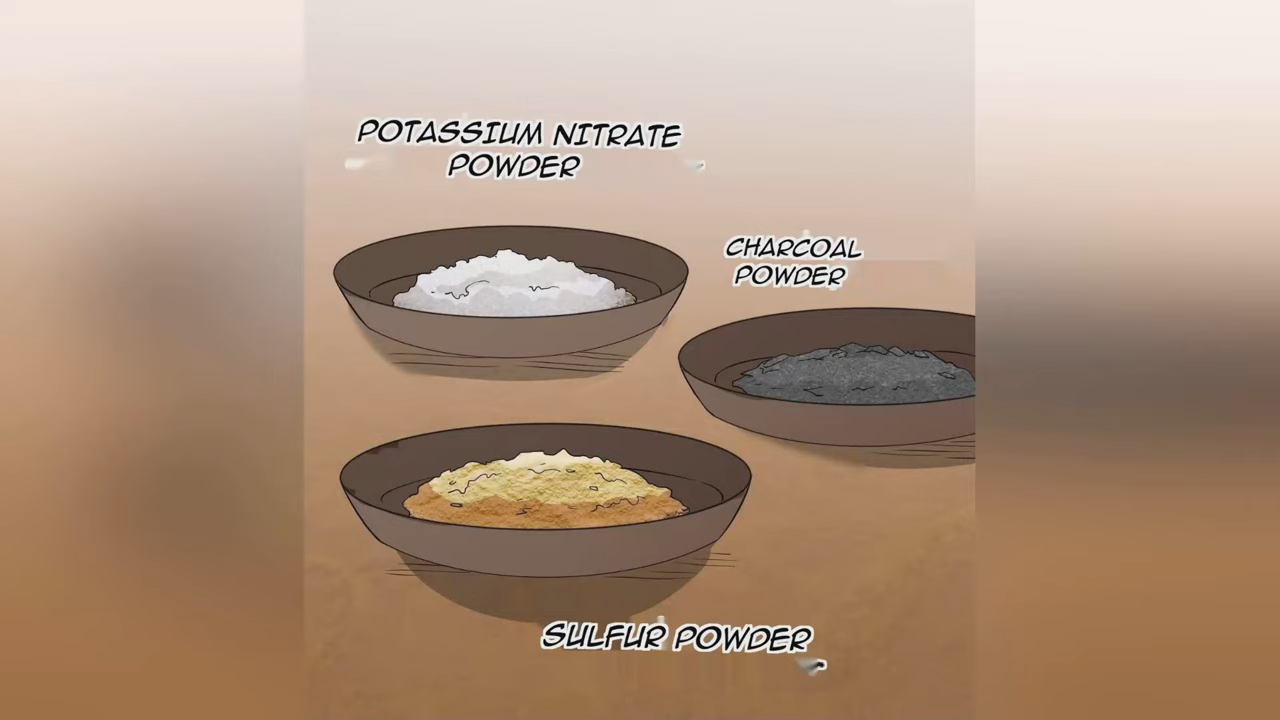 POTASSIUM NITRATE
POWDER
CHARCOAL
POWDER
SULFUR POWDER